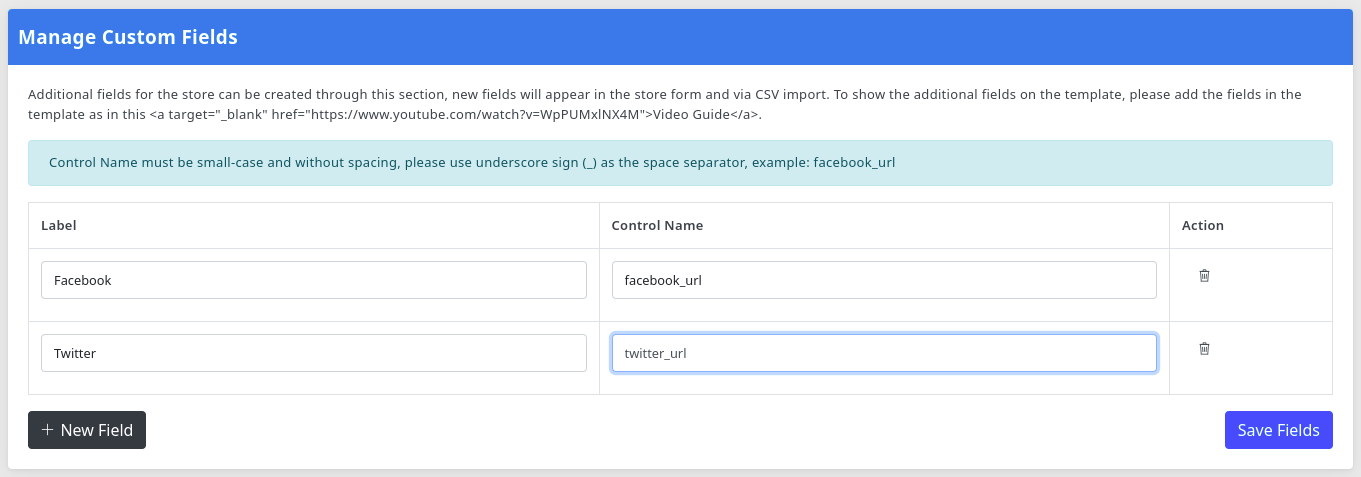 Manage Custom Fields
Additional fields for the store can be created through this section, new fields will appear in the store form and via CSV import. To show the additional fields on the template, please add the fields in the
template as in this <a target="_blank" href="https://www.youtube.com/watch?v=WpPUMxlNX4M">Video Guide</a>.
Control Name must be small-case and without spacing, please use underscore sign (_) as the space separator, example: facebook_url
Label Control Name Action
Facebook facebook_url
Twitter twitter_url
New Field Save Fields